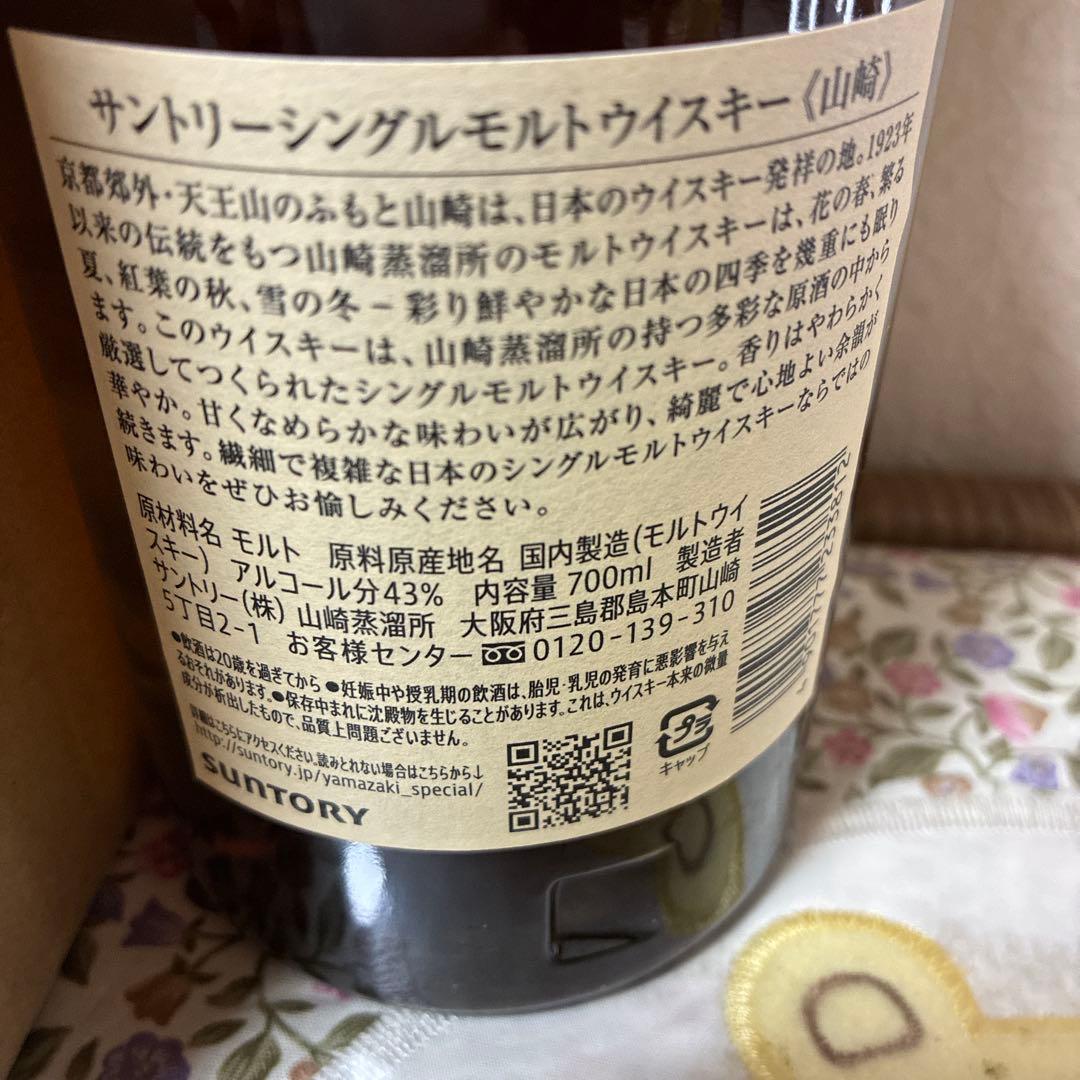 サントリーシングルモルトウイスキー《山崎》
京都郊外・天王山のふもと山崎は、日本のウイスキー発祥の地。1923年
以来の伝統をもつ山崎蒸溜所のモルトウイスキーは、花の春、繁る
夏、紅葉の秋、雪の冬－彩り鮮やかな日本の四季を幾重にも眠り
ます。このウイスキーは、山崎蒸溜所の持つ多彩な原酒の中から
厳選してつくられたシングルモルトウイスキー。香りはやわらかく
華やか。甘くなめらかな味わいが広がり、綺麗で心地よい余韻が
続きます。繊細で複雑な日本のシングルモルトウイスキーならではの
味わいをぜひお愉しみください。
原材料名 モルト 原料原産地名 国内製造(モルトウイ
スキー) アルコール分43% 内容量 700ml 製造者
サントリー(株) 山崎蒸溜所 大阪府三島郡島本町山崎
5丁目2-1 お客様センター 0120-139-310
●飲酒は20歳を過ぎてから ●妊娠中や授乳期の飲酒は、胎児・乳児の発育に悪影響を与え
るおそれがあります。●保存中まれに沈殿物を生じることがあります。これは、ウイスキー本来の微量
成分が析出したもので、品質上問題ございません。
詳細はこちらにアクセスください。読みとれない場合はこちらから↓
http://suntory.jp/yamazaki_special/
SUNTORY
プラ
キャップ